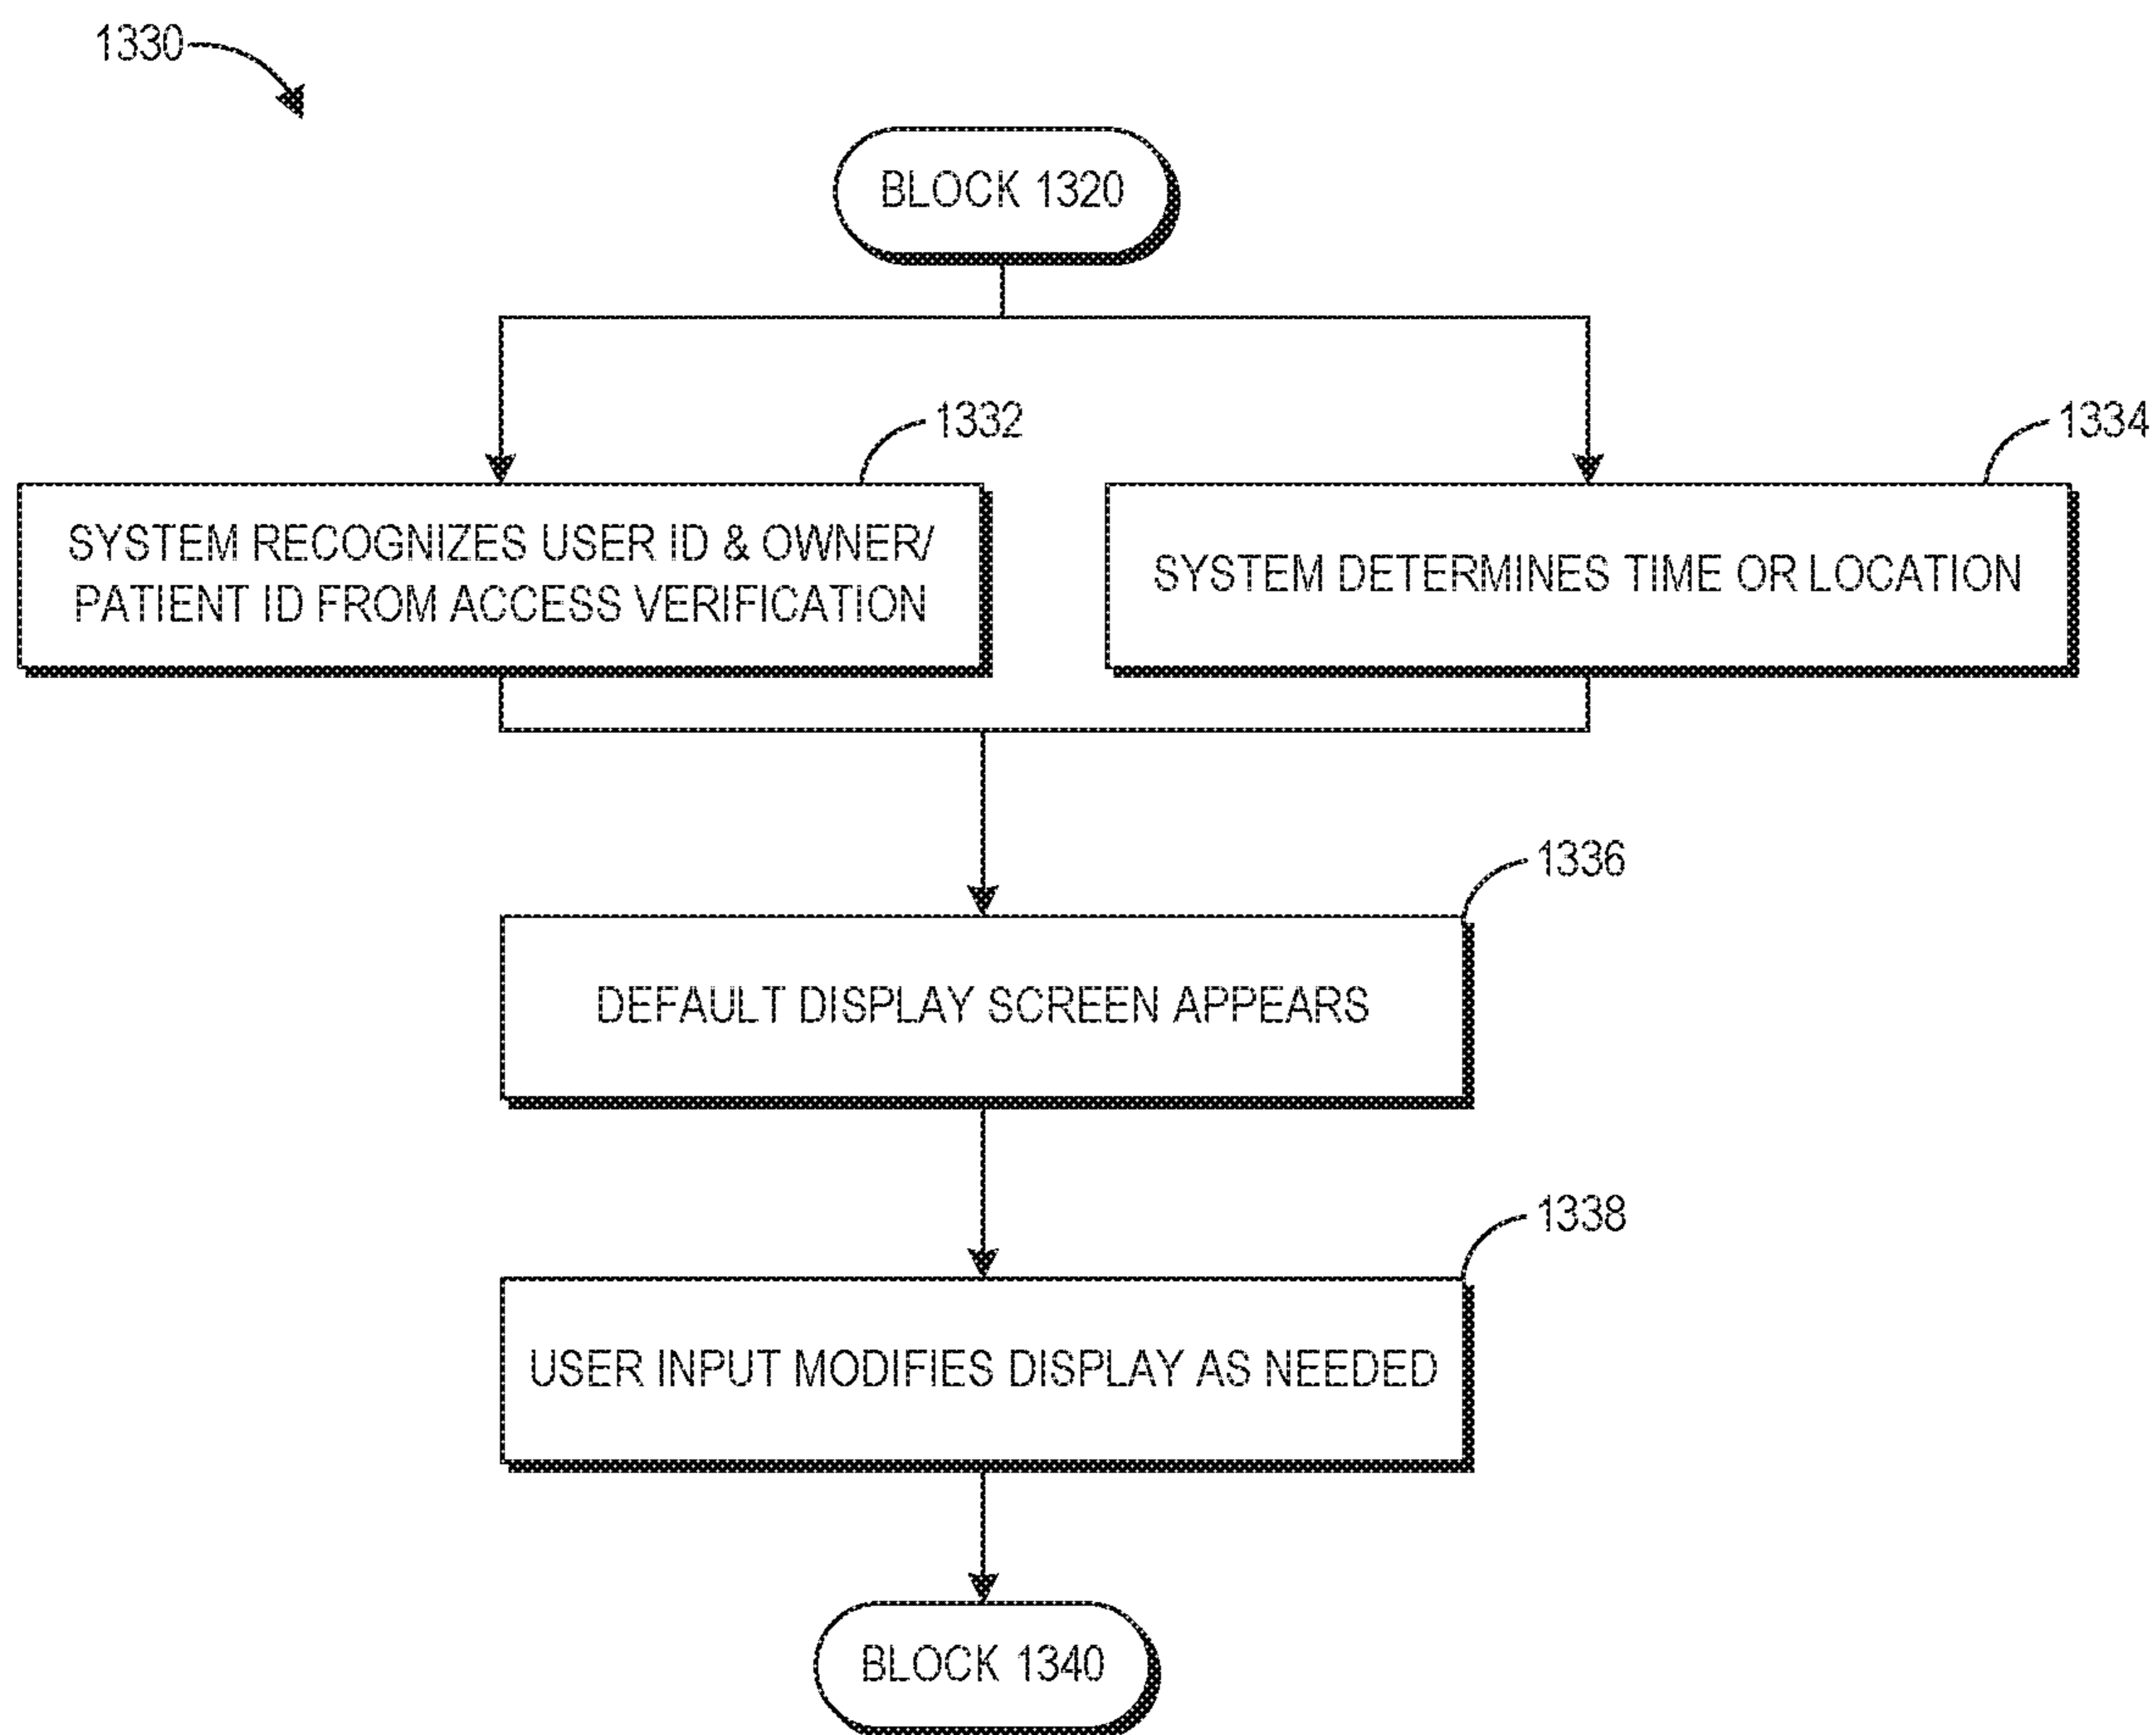 1330
BLOCK 1320
1332
1334
SYSTEM RECOGNIZES USER ID & OWNER/
PATIENT ID FROM ACCESS VERIFICATION
SYSTEM DETERMINES TIME OR LOCATION
1336
DEFAULT DISPLAY SCREEN APPEARS
1338
USER INPUT MODIFIES DISPLAY AS NEEDED
BLOCK 1340